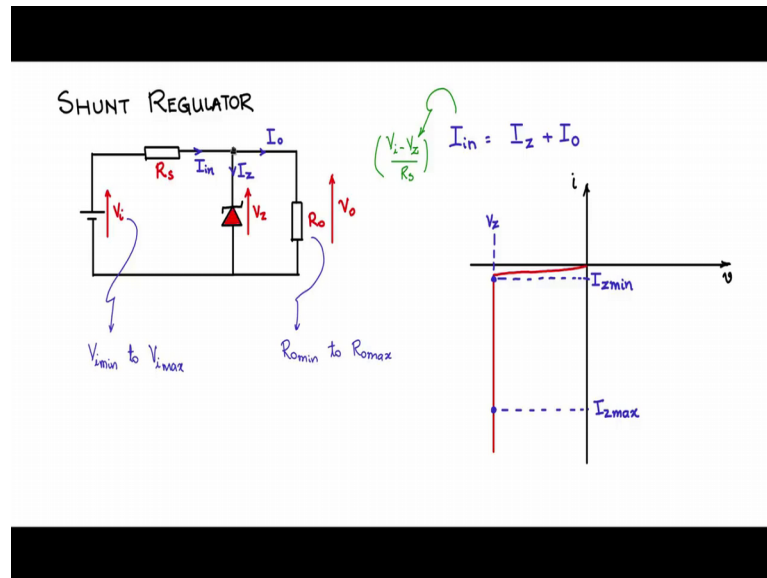 SHUNT REGULATOR
(Vi-Vz/Rs) Iin = Iz + Io
Io
Rs Iin Iz
Vi Vz Ro Vo
Vimin to Vimax
Romin to Romax
i
Vz
v
Izmin
Izmax